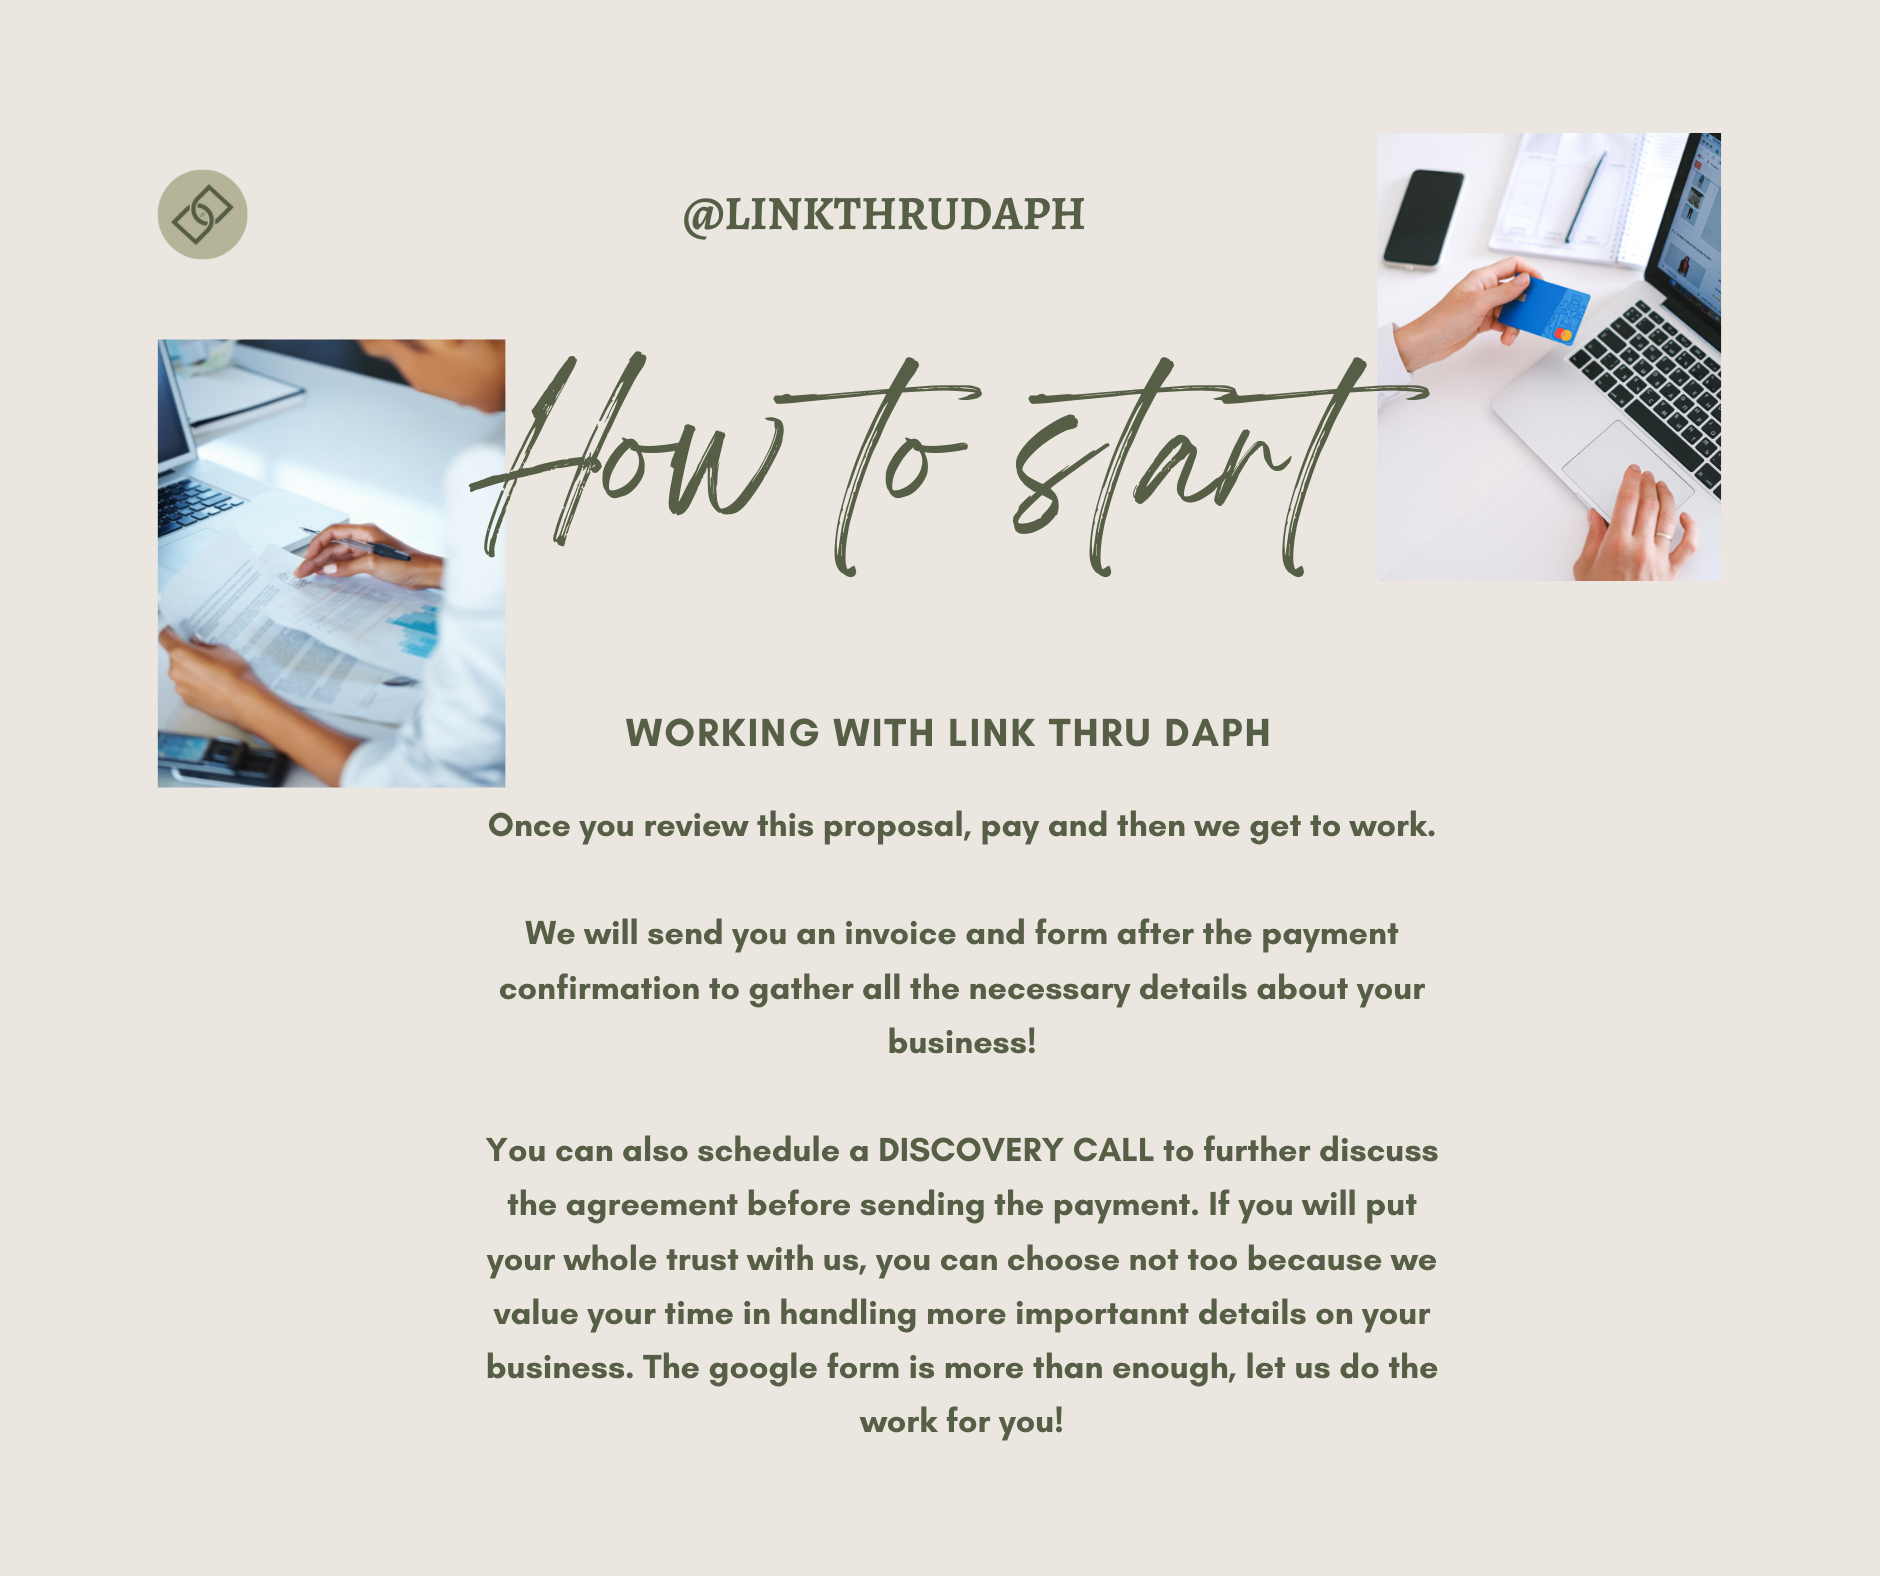 @LINKTHRUDAPH
How to start
WORKING WITH LINK THRU DAPH
Once you review this proposal, pay and then we get to work.
We will send you an invoice and form after the payment
confirmation to gather all the necessary details about your
business!
You can also schedule a DISCOVERY CALL to further discuss
the agreement before sending the payment. If you will put
your whole trust with us, you can choose not too because we
value your time in handling more importannt details on your
business. The google form is more than enough, let us do the
work for you!